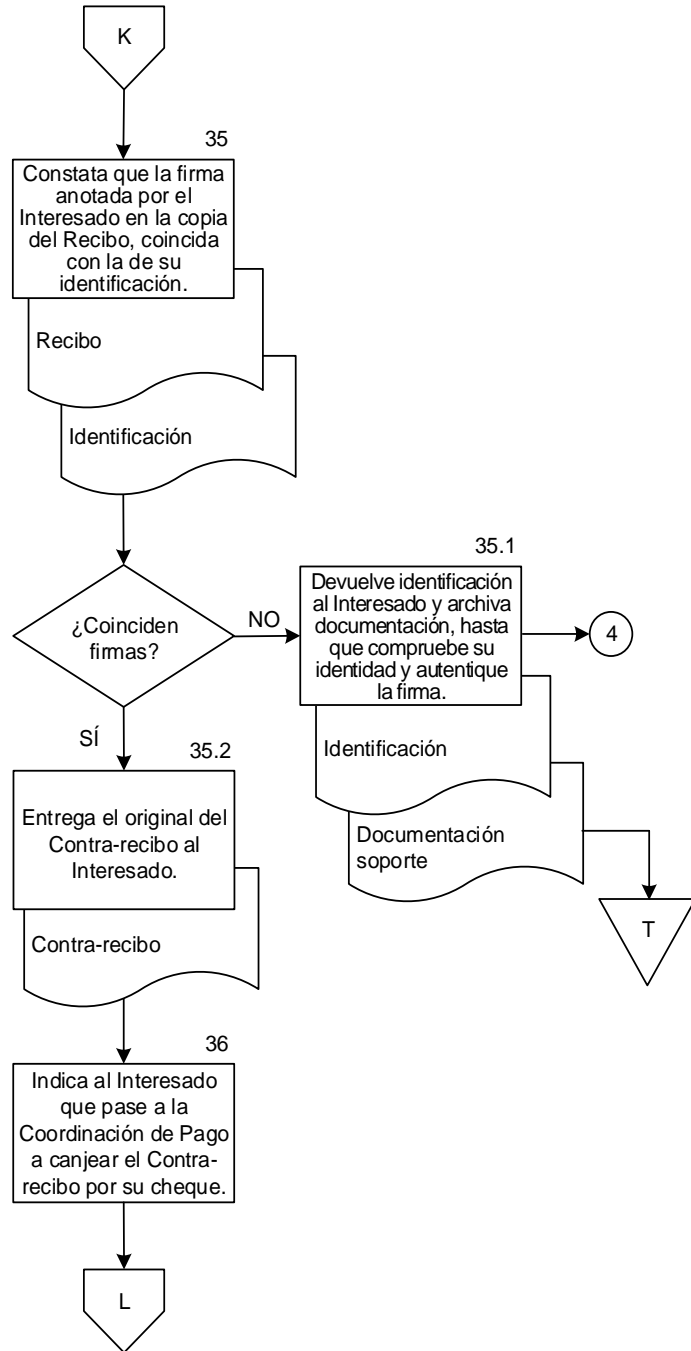 K
35
Constata que la firma
anotada por el
Interesado en la copia
del Recibo, coincida
con la de su
identificación.
Recibo
Identificación
¿Coinciden
firmas?
NO
SÍ
35.1
Devuelve identificación
al Interesado y archiva
documentación, hasta
que compruebe su
identidad y autentique
la firma.
4
Identificación
Documentación
soporte
T
35.2
Entrega el original del
Contra-recibo al
Interesado.
Contra-recibo
36
Indica al Interesado
que pase a la
Coordinación de Pago
a canjear el Contra-
recibo por su cheque.
L